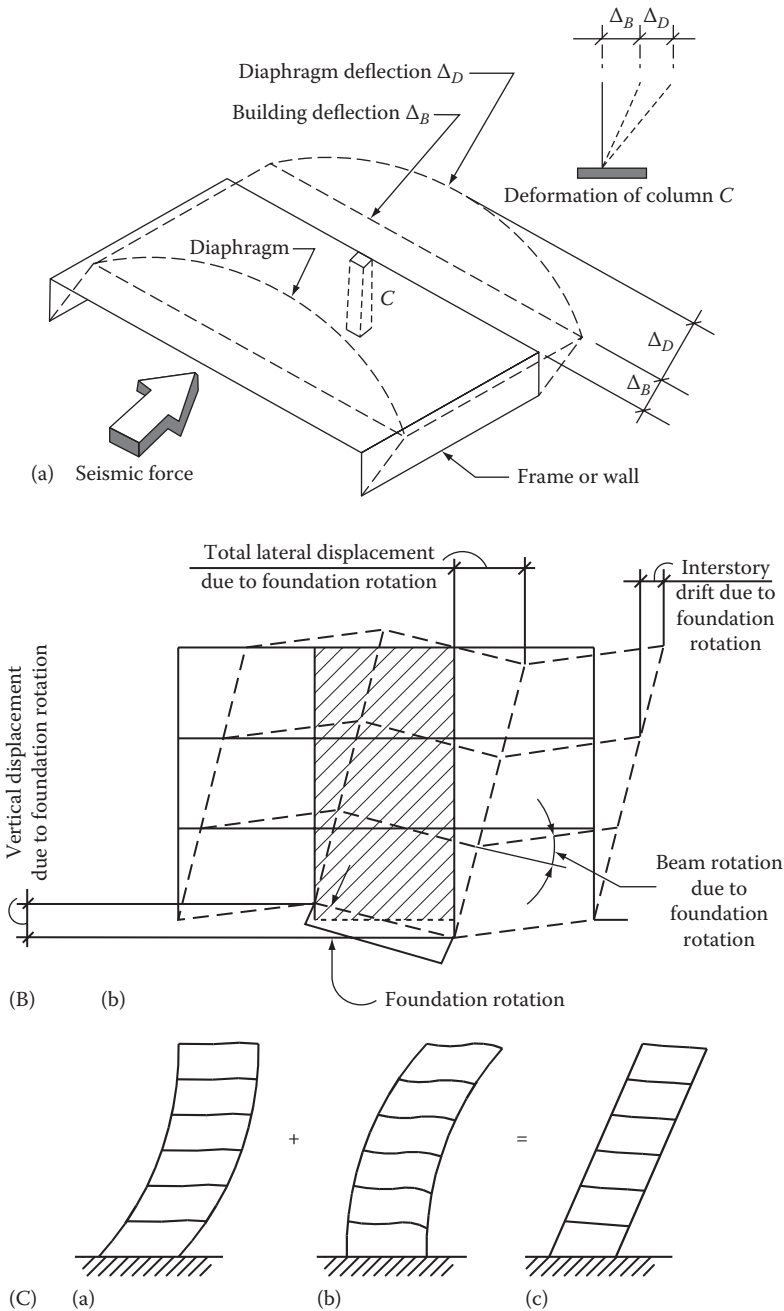 Δ_B Δ_D
Diaphragm deflection Δ_D
Building deflection Δ_B
Deformation of column C
Diaphragm
C
Δ_D
Δ_B
(a) Seismic force
Frame or wall
Total lateral displacement
due to foundation rotation
Interstory
drift due to
foundation
rotation
Vertical displacement
due to foundation rotation
Beam rotation
due to
foundation
rotation
(B) (b)
Foundation rotation
+ =
(C) (a) (b) (c)